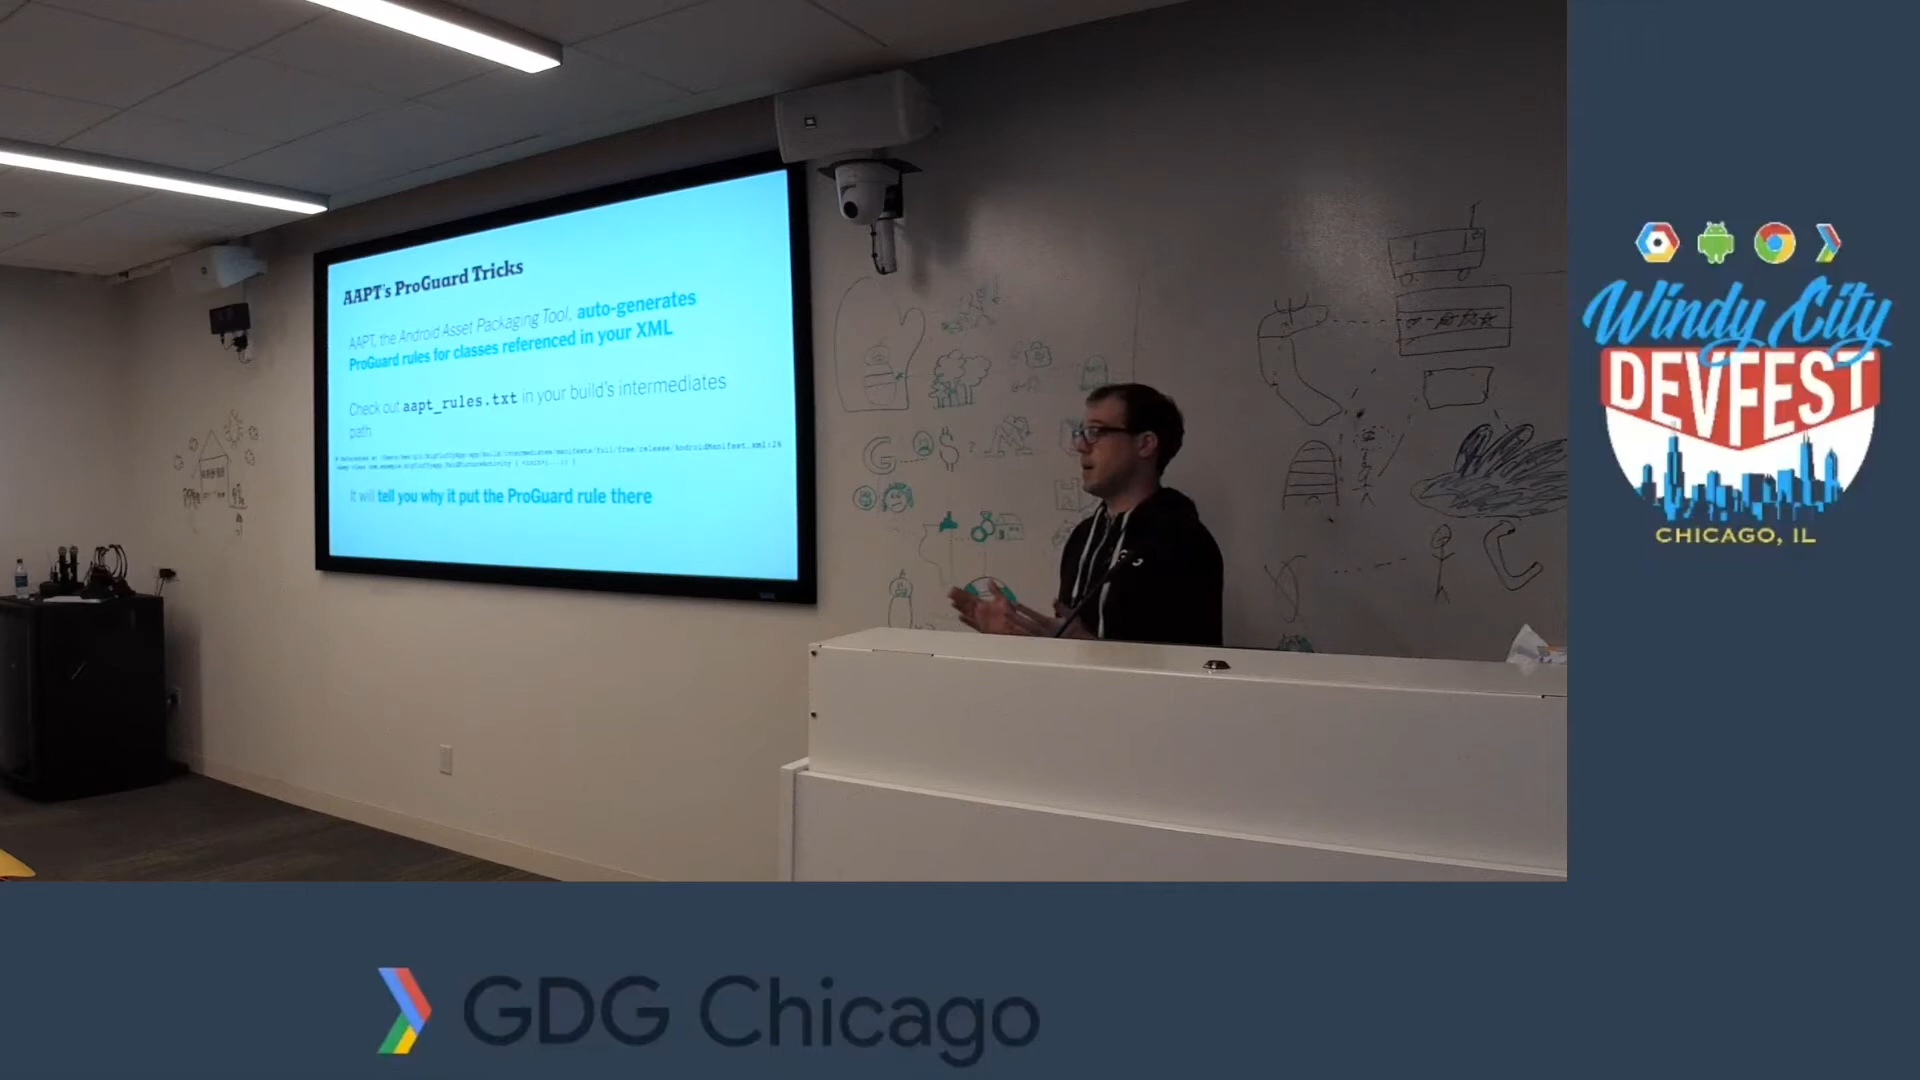 AAPT's ProGuard Tricks
AAPT, the Android Asset Packaging Tool, auto-generates
ProGuard rules for classes referenced in your XML
Check out aapt_rules.txt in your build's intermediates
path
It will tell you why it put the ProGuard rule there
Windy City
DEVFEST
CHICAGO, IL
GDG Chicago